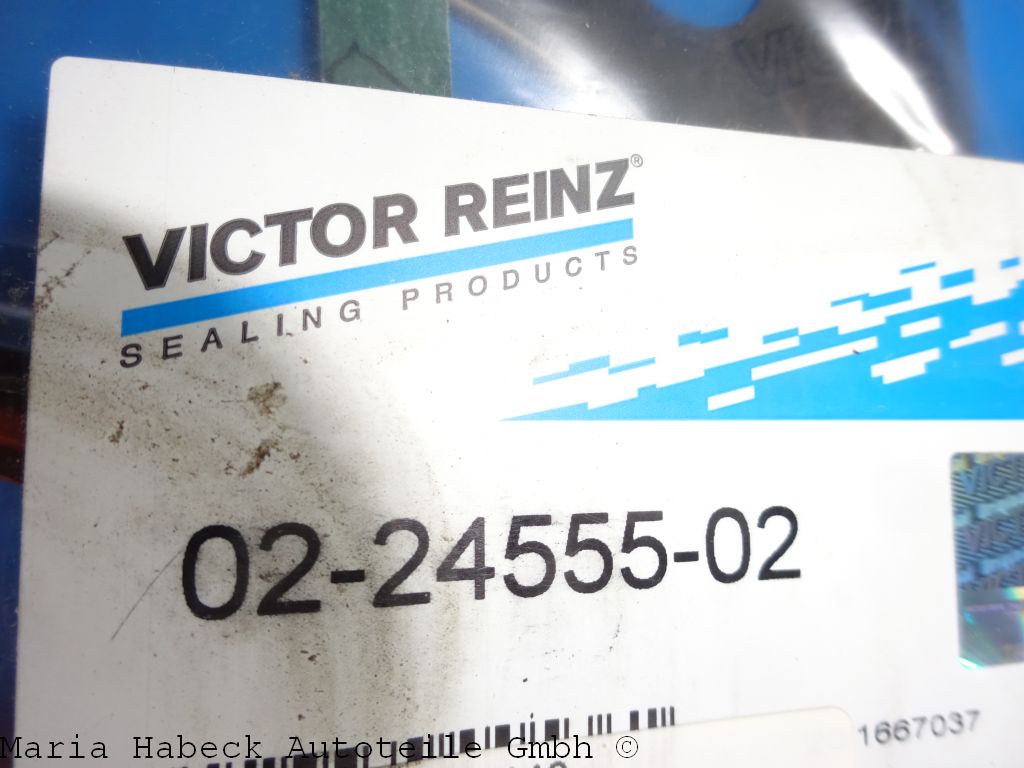 VICTOR REINZ®
SEALING PRODUCTS
02-24555-02
1667037
Maria Habeck Autoteile Gmbh ©